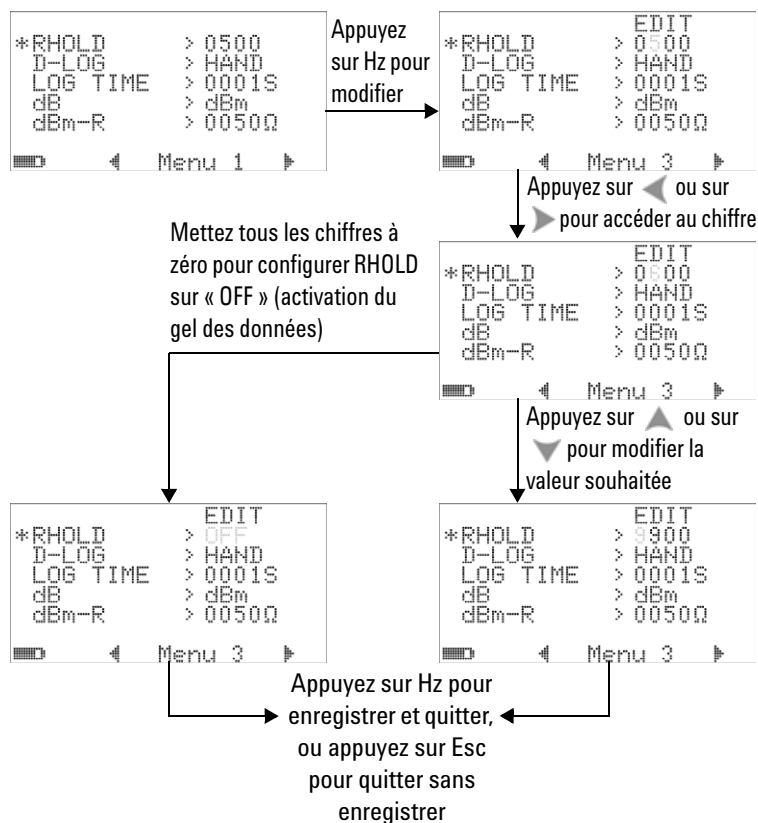 *RHOLD > 0500
D-LOG > HAND
LOG TIME > 0001S
dB > dBm
dBm-R > 0050Ω
Menu 1
Appuyez
sur Hz pour
modifier
EDIT
*RHOLD > 0500
D-LOG > HAND
LOG TIME > 0001S
dB > dBm
dBm-R > 0050Ω
Menu 3
Appuyez sur ou sur
pour accéder au chiffre
Mettez tous les chiffres à
zéro pour configurer RHOLD
sur « OFF » (activation du
gel des données)
EDIT
*RHOLD > 0600
D-LOG > HAND
LOG TIME > 0001S
dB > dBm
dBm-R > 0050Ω
Menu 3
Appuyez sur ou sur
pour modifier la
valeur souhaitée
EDIT
*RHOLD > OFF
D-LOG > HAND
LOG TIME > 0001S
dB > dBm
dBm-R > 0050Ω
Menu 3
EDIT
*RHOLD > 9900
D-LOG > HAND
LOG TIME > 0001S
dB > dBm
dBm-R > 0050Ω
Menu 3
Appuyez sur Hz pour
enregistrer et quitter,
ou appuyez sur Esc
pour quitter sans
enregistrer